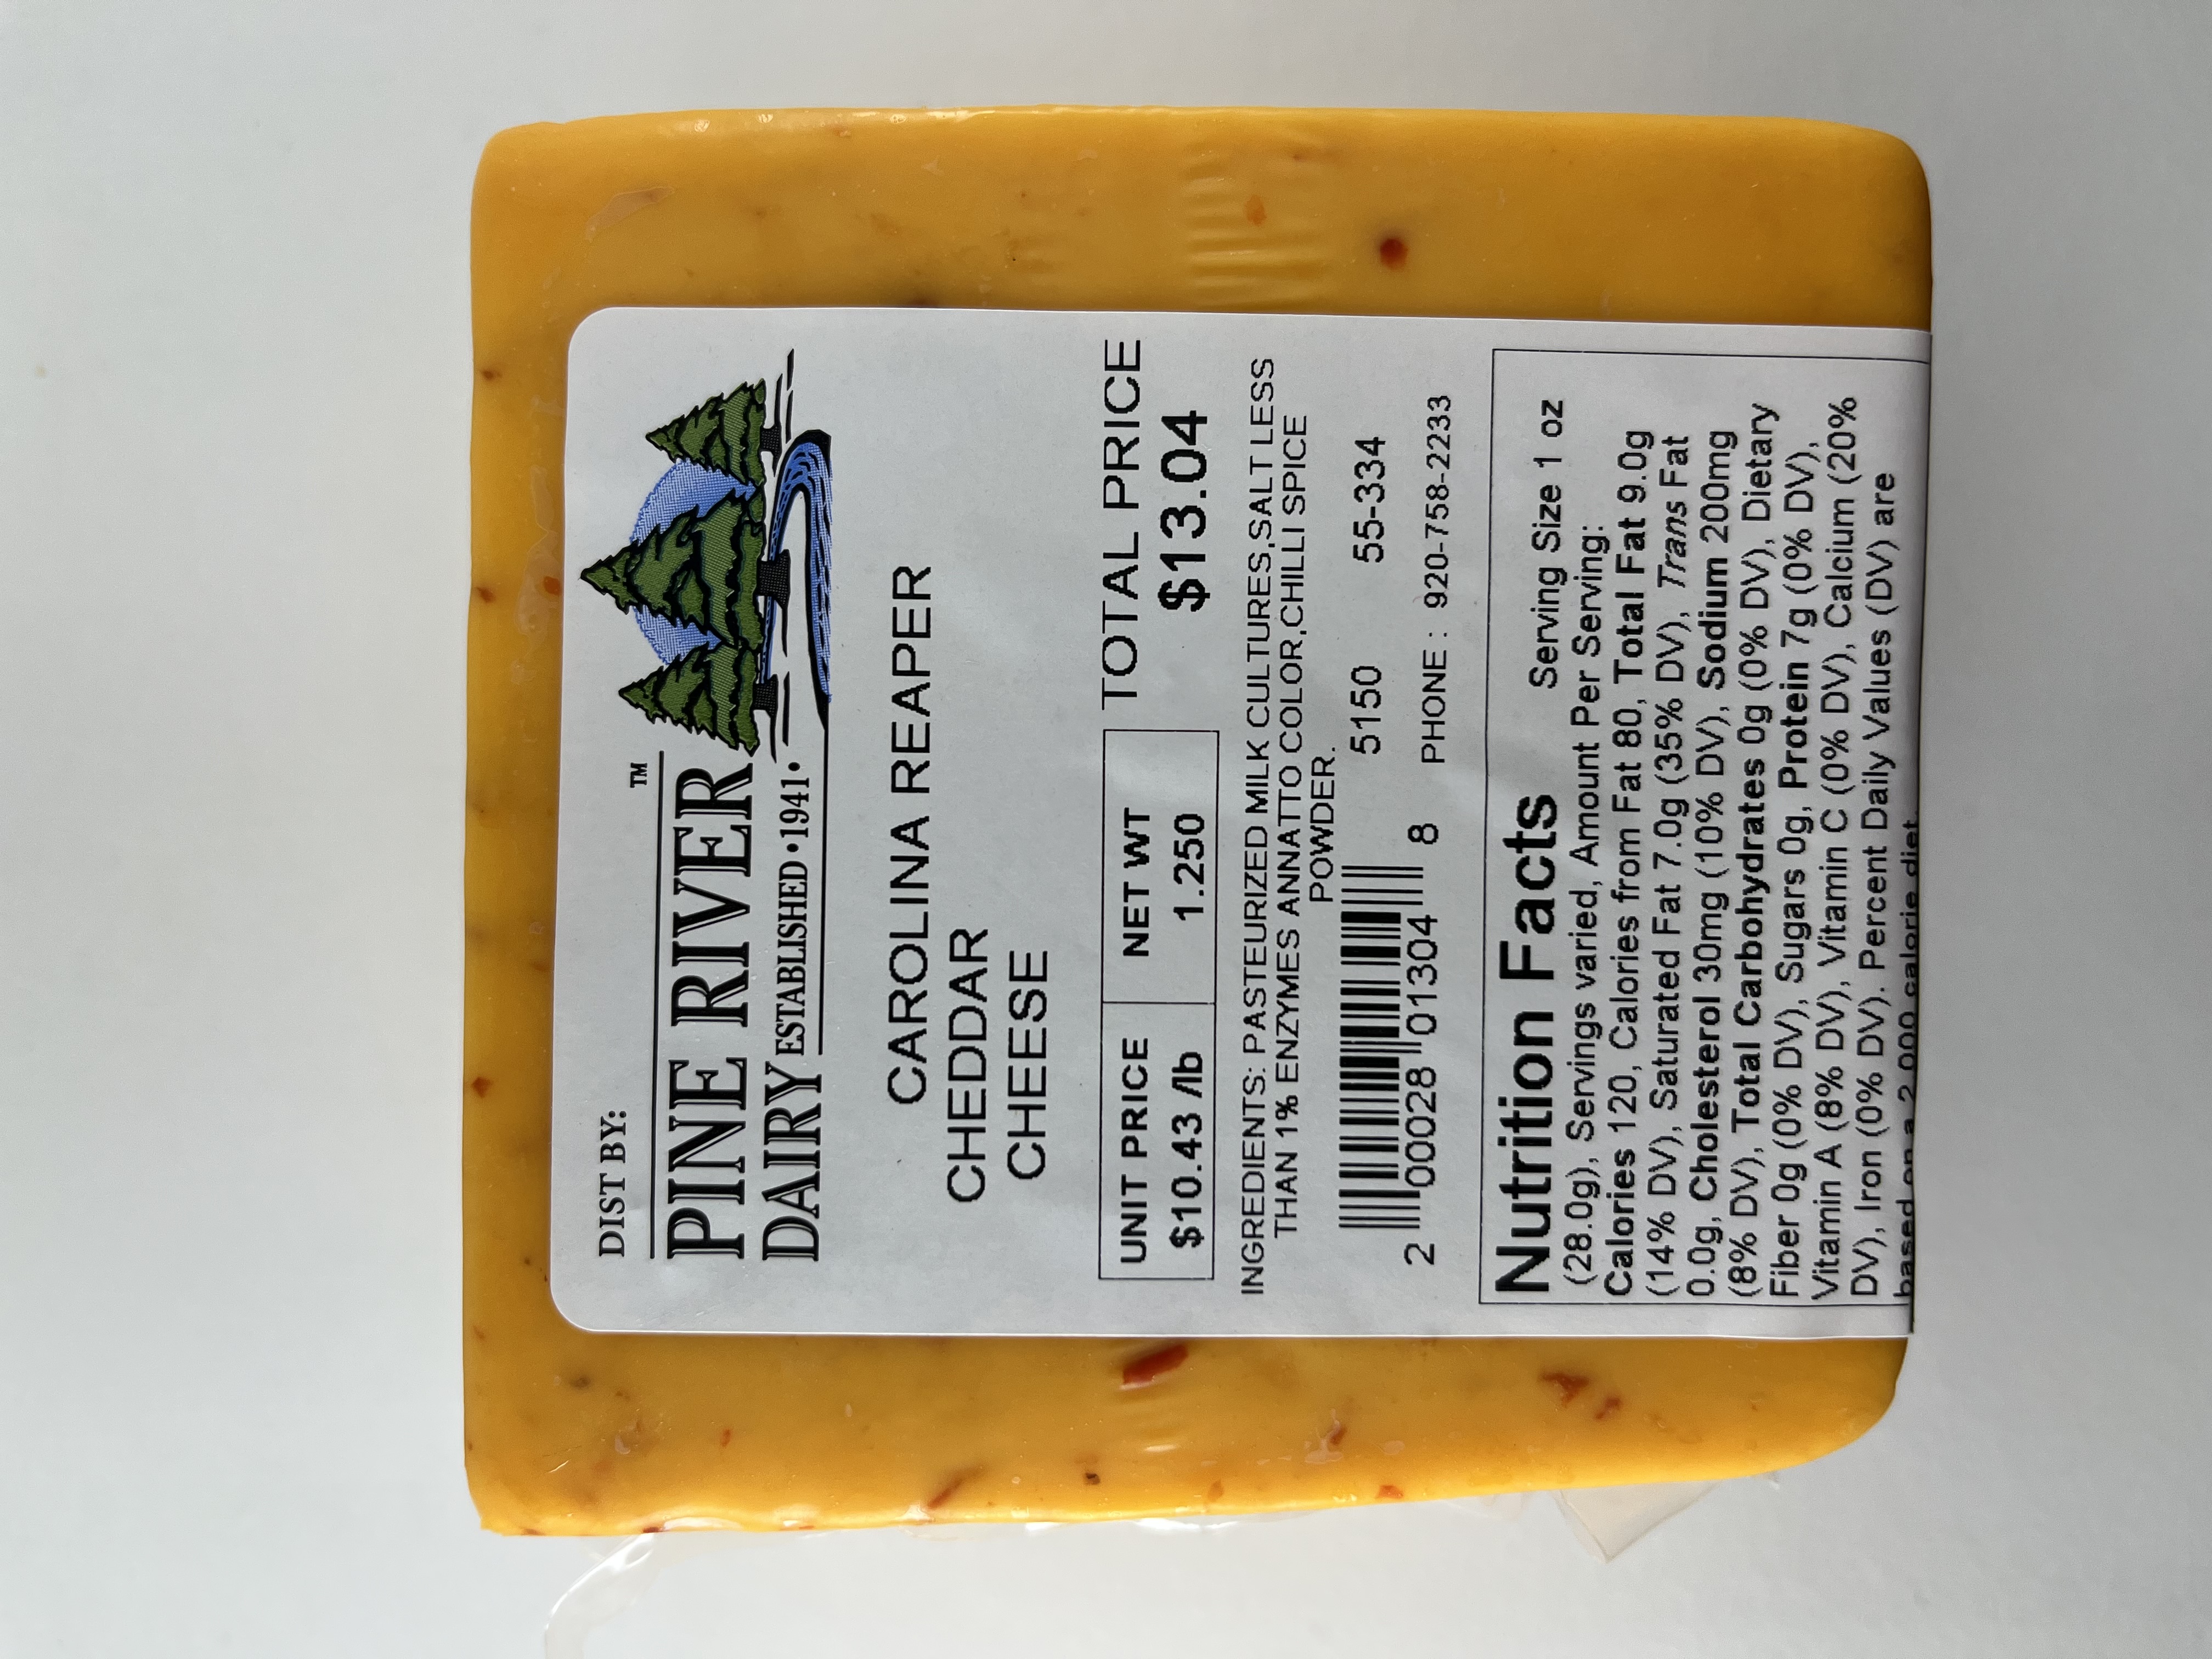 DIST BY:
PINE RIVER™
DAIRY ESTABLISHED•1941•
CAROLINA REAPER
CHEDDAR
CHEESE
UNIT PRICE NET WT TOTAL PRICE
$10.43 /lb 1.250 $13.04
INGREDIENTS: PASTEURIZED MILK CULTURES,SALT LESS
THAN 1% ENZYMES ANNATTO COLOR,CHILLI SPICE
POWDER.
5150 55-334
2 00028 01304 8 PHONE : 920-758-2233
Nutrition Facts Serving Size 1 oz
(28.0g), Servings varied, Amount Per Serving:
Calories 120, Calories from Fat 80, Total Fat 9.0g
(14% DV), Saturated Fat 7.0g (35% DV), Trans Fat
0.0g, Cholesterol 30mg (10% DV), Sodium 200mg
(8% DV), Total Carbohydrates 0g (0% DV), Dietary
Fiber 0g (0% DV), Sugars 0g, Protein 7g (0% DV),
Vitamin A (8% DV), Vitamin C (0% DV), Calcium (20%
DV), Iron (0% DV). Percent Daily Values (DV) are
based on a 2,000 calorie diet.